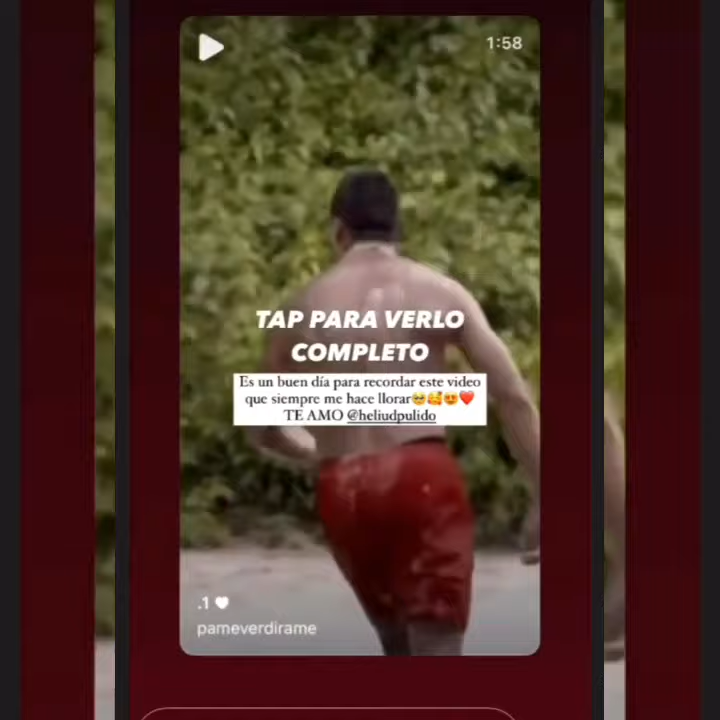 1:58
TAP PARA VERLO
COMPLETO
Es un buen día para recordar este video
que siempre me hace llorar🥹🥰😍❤️
TE AMO @heliudpulido
.1
pameverdirame